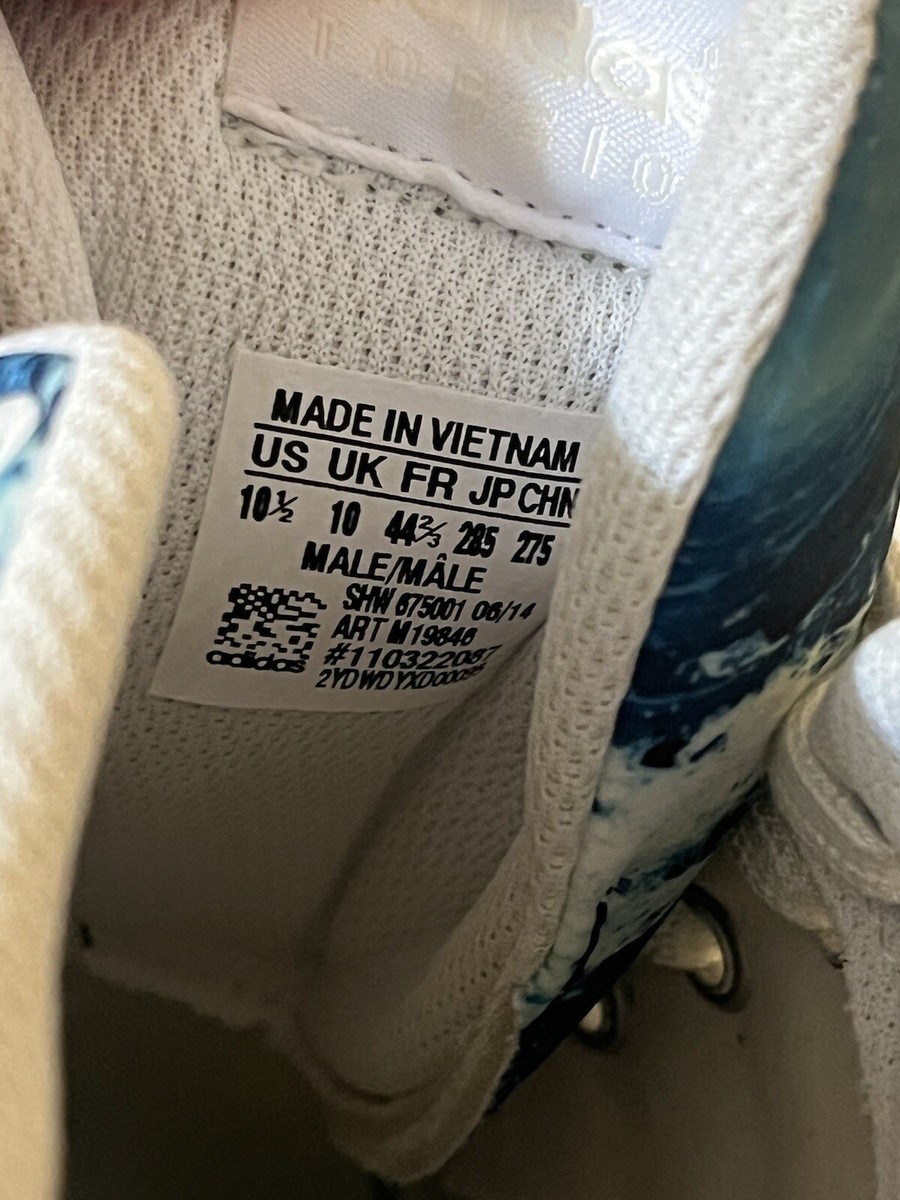 MADE IN VIETNAM
US UK FR JP CHN
10½ 10 44⅔ 285 275
MALE/MÂLE
SHW 675001 06/14
ART M19846
#110322087
adidas